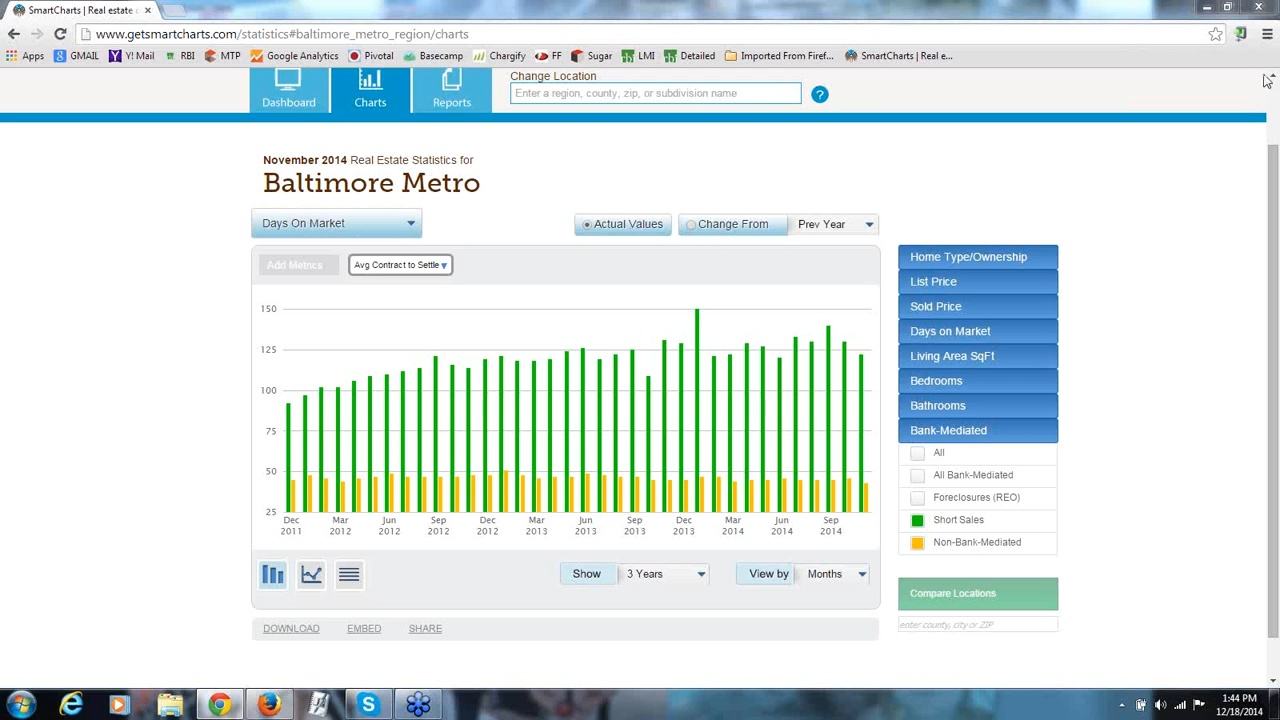 SmartCharts | Real estate
www.getsmartcharts.com/statistics#baltimore_metro_region/charts
Apps GMAIL Y! Mail RBI MTP Google Analytics Pivotal Basecamp Chargify FF Sugar LMI Detailed Imported From Firef... SmartCharts | Real e...
Change Location
Dashboard Charts Reports Enter a region, county, zip, or subdivision name ?
November 2014 Real Estate Statistics for
Baltimore Metro
Days On Market Actual Values Change From Prev Year
Add Metrics Avg Contract to Settle
150
125
100
75
50
25
Dec Mar Jun Sep Dec Mar Jun Sep Dec Mar Jun Sep
2011 2012 2012 2012 2012 2013 2013 2013 2013 2014 2014 2014
Show 3 Years View by Months
DOWNLOAD EMBED SHARE
Home Type/Ownership
List Price
Sold Price
Days on Market
Living Area SqFt
Bedrooms
Bathrooms
Bank-Mediated
All
All Bank-Mediated
Foreclosures (REO)
Short Sales
Non-Bank-Mediated
Compare Locations
enter county, city or ZIP
1:44 PM
12/18/2014